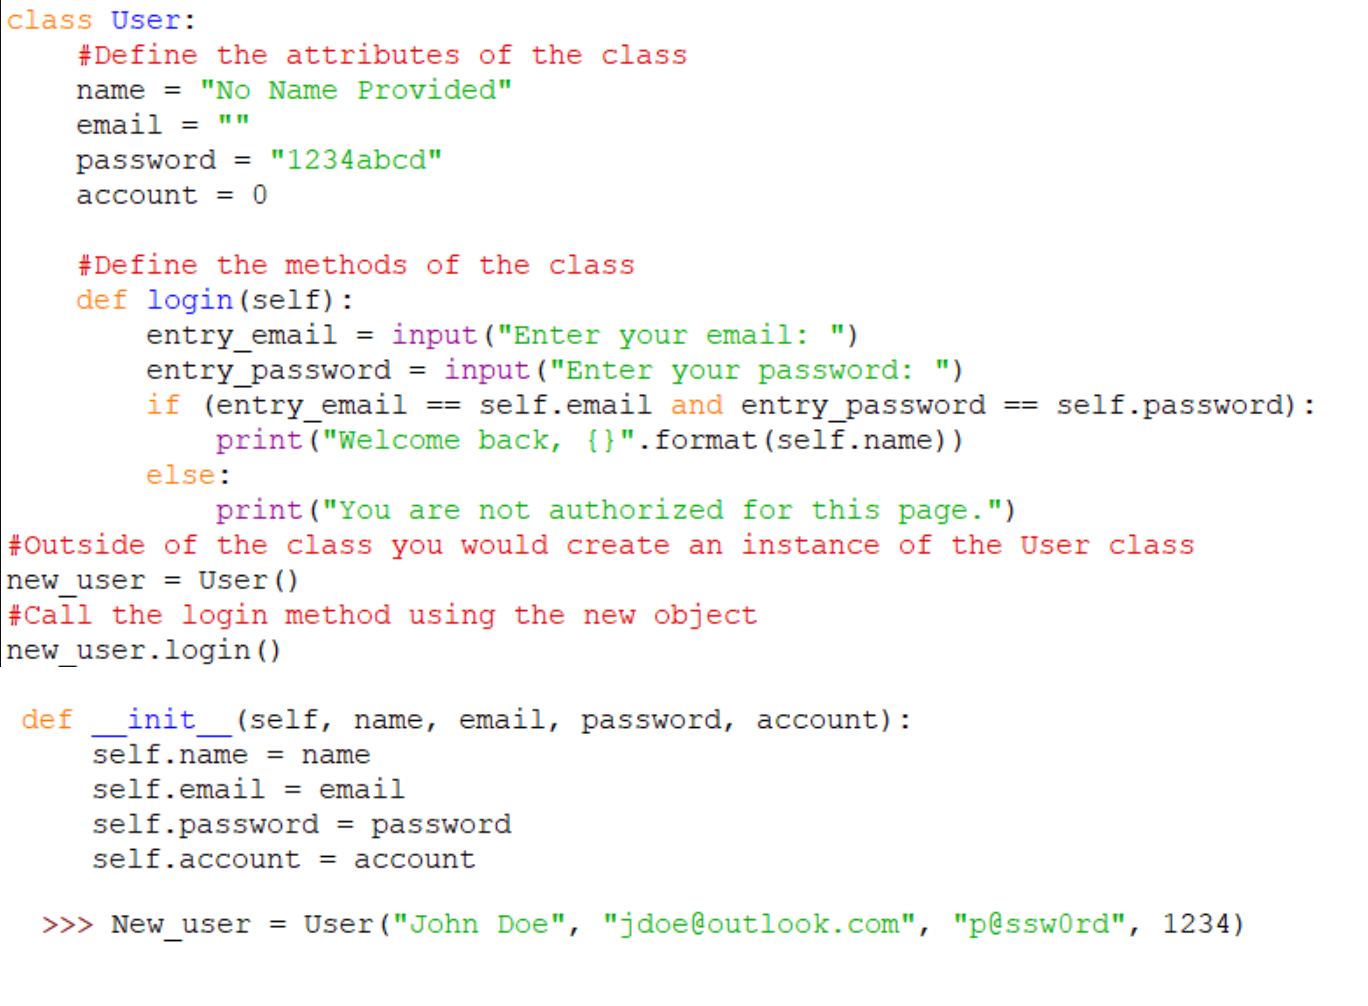 class User:
    #Define the attributes of the class
    name = "No Name Provided"
    email = ""
    password = "1234abcd"
    account = 0

    #Define the methods of the class
    def login(self):
        entry_email = input("Enter your email: ")
        entry_password = input("Enter your password: ")
        if (entry_email == self.email and entry_password == self.password):
            print("Welcome back, {}".format(self.name))
        else:
            print("You are not authorized for this page.")
#Outside of the class you would create an instance of the User class
new_user = User()
#Call the login method using the new object
new_user.login()

def __init__(self, name, email, password, account):
    self.name = name
    self.email = email
    self.password = password
    self.account = account

>>> New_user = User("John Doe", "jdoe@outlook.com", "p@ssw0rd", 1234)